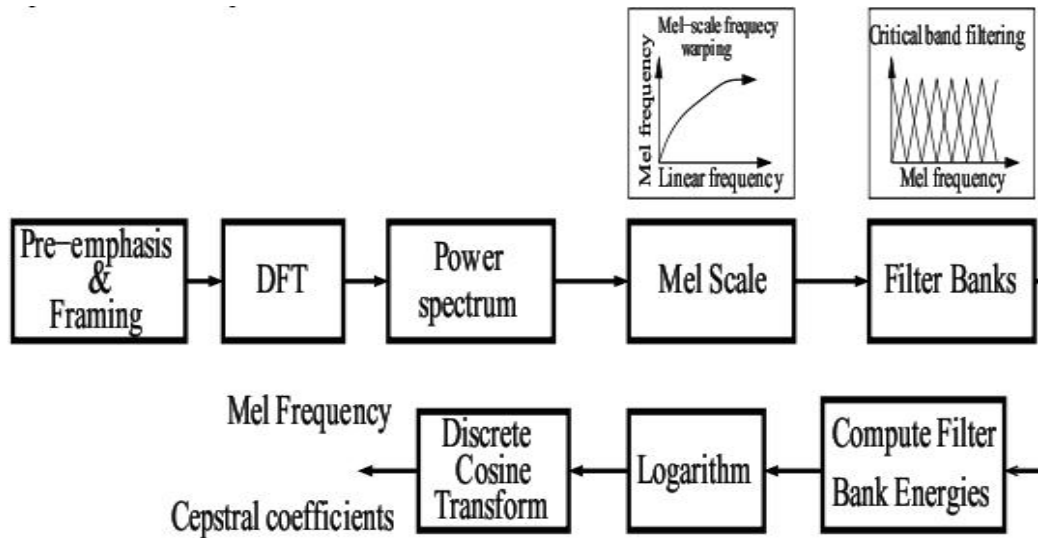 Mel-scale frequecy
warping
Mel frequency
Linear frequency
Critical band filtering
Mel frequency
Pre-emphasis
&
Framing
DFT
Power
spectrum
Mel Scale
Filter Banks
Mel Frequency
Cepstral coefficients
Discrete
Cosine
Transform
Logarithm
Compute Filter
Bank Energies